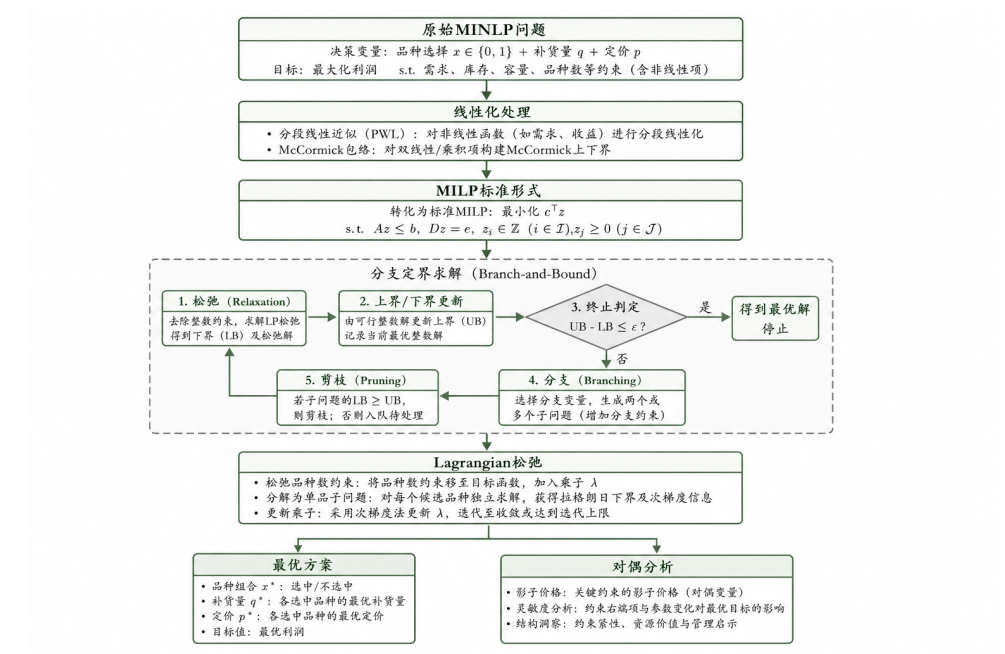 原始MINLP问题
决策变量：品种选择 x ∈ {0, 1} + 补货量 q + 定价 p
目标：最大化利润 s.t. 需求、库存、容量、品种数等约束（含非线性项）
线性化处理
• 分段线性近似（PWL）：对非线性函数（如需求、收益）进行分段线性化
• McCormick包络：对双线性/乘积项构建McCormick上下界
MILP标准形式
转化为标准MILP：最小化 c⊤z
s.t. Az ≤ b, Dz = e, z_i ∈ ℤ (i ∈ ℐ),z_j ≥ 0 (j ∈ 𝒥)
分支定界求解（Branch-and-Bound）
1. 松弛（Relaxation）
去除整数约束，求解LP松弛
得到下界（LB）及松弛解
2. 上界/下界更新
由可行整数解更新上界（UB）
记录当前最优整数解
3. 终止判定
UB - LB ≤ ε ?
是
得到最优解
停止
否
5. 剪枝（Pruning）
若子问题的LB ≥ UB，
则剪枝；否则入队待处理
4. 分支（Branching）
选择分支变量，生成两个或
多个子问题（增加分支约束）
Lagrangian松弛
• 松弛品种数约束：将品种数约束移至目标函数，加入乘子 λ
• 分解为单品子问题：对每个候选品种独立求解，获得拉格朗日下界及次梯度信息
• 更新乘子：采用次梯度法更新 λ，迭代至收敛或达到迭代上限
最优方案
• 品种组合 x*：选中/不选中
• 补货量 q*：各选中品种的最优补货量
• 定价 p*：各选中品种的最优定价
• 目标值：最优利润
对偶分析
• 影子价格：关键约束的影子价格（对偶变量）
• 灵敏度分析：约束右端项与参数变化对最优目标的影响
• 结构洞察：约束紧性、资源价值与管理启示